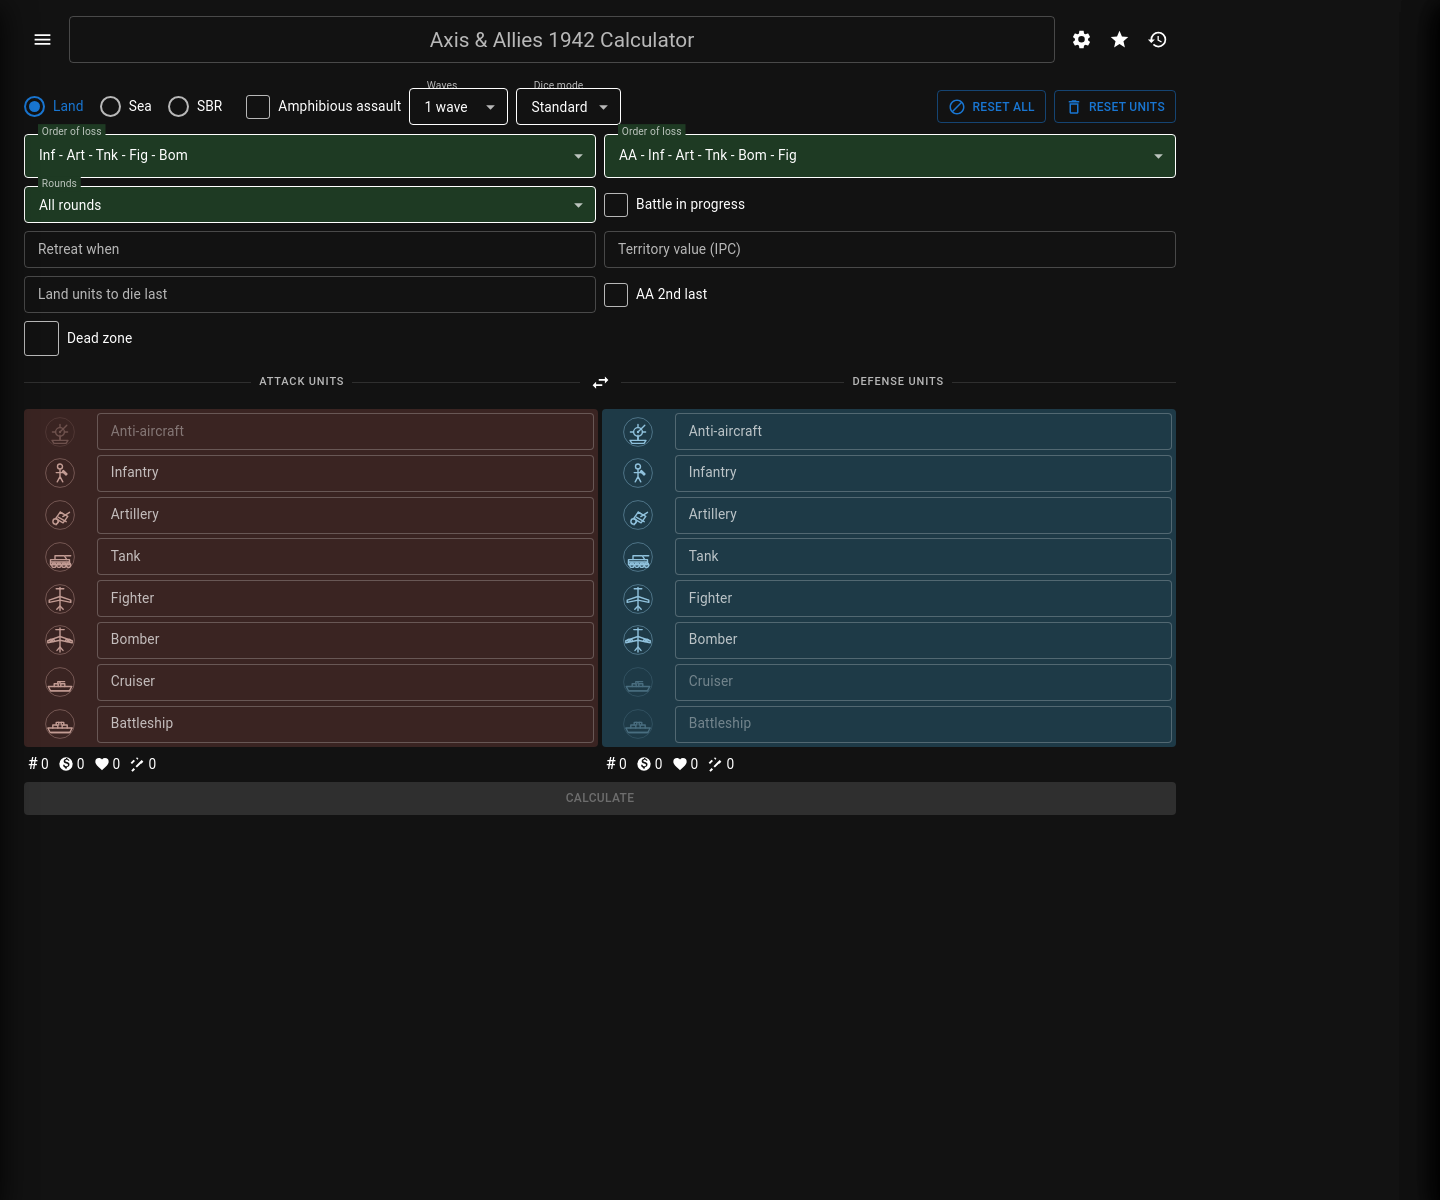 Axis & Allies 1942 Calculator
Land Sea SBR Amphibious assault Waves 1 wave Dice mode Standard RESET ALL RESET UNITS
Order of loss Order of loss
Inf - Art - Tnk - Fig - Bom AA - Inf - Art - Tnk - Bom - Fig
Rounds
All rounds Battle in progress
Retreat when Territory value (IPC)
Land units to die last AA 2nd last
Dead zone
ATTACK UNITS DEFENSE UNITS
Anti-aircraft Anti-aircraft
Infantry Infantry
Artillery Artillery
Tank Tank
Fighter Fighter
Bomber Bomber
Cruiser Cruiser
Battleship Battleship
# 0 0 0 0 # 0 0 0 0
CALCULATE